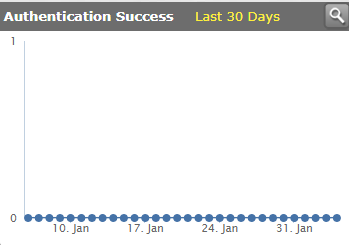 Authentication Success Last 30 Days
1
0
10. Jan 17. Jan 24. Jan 31. Jan